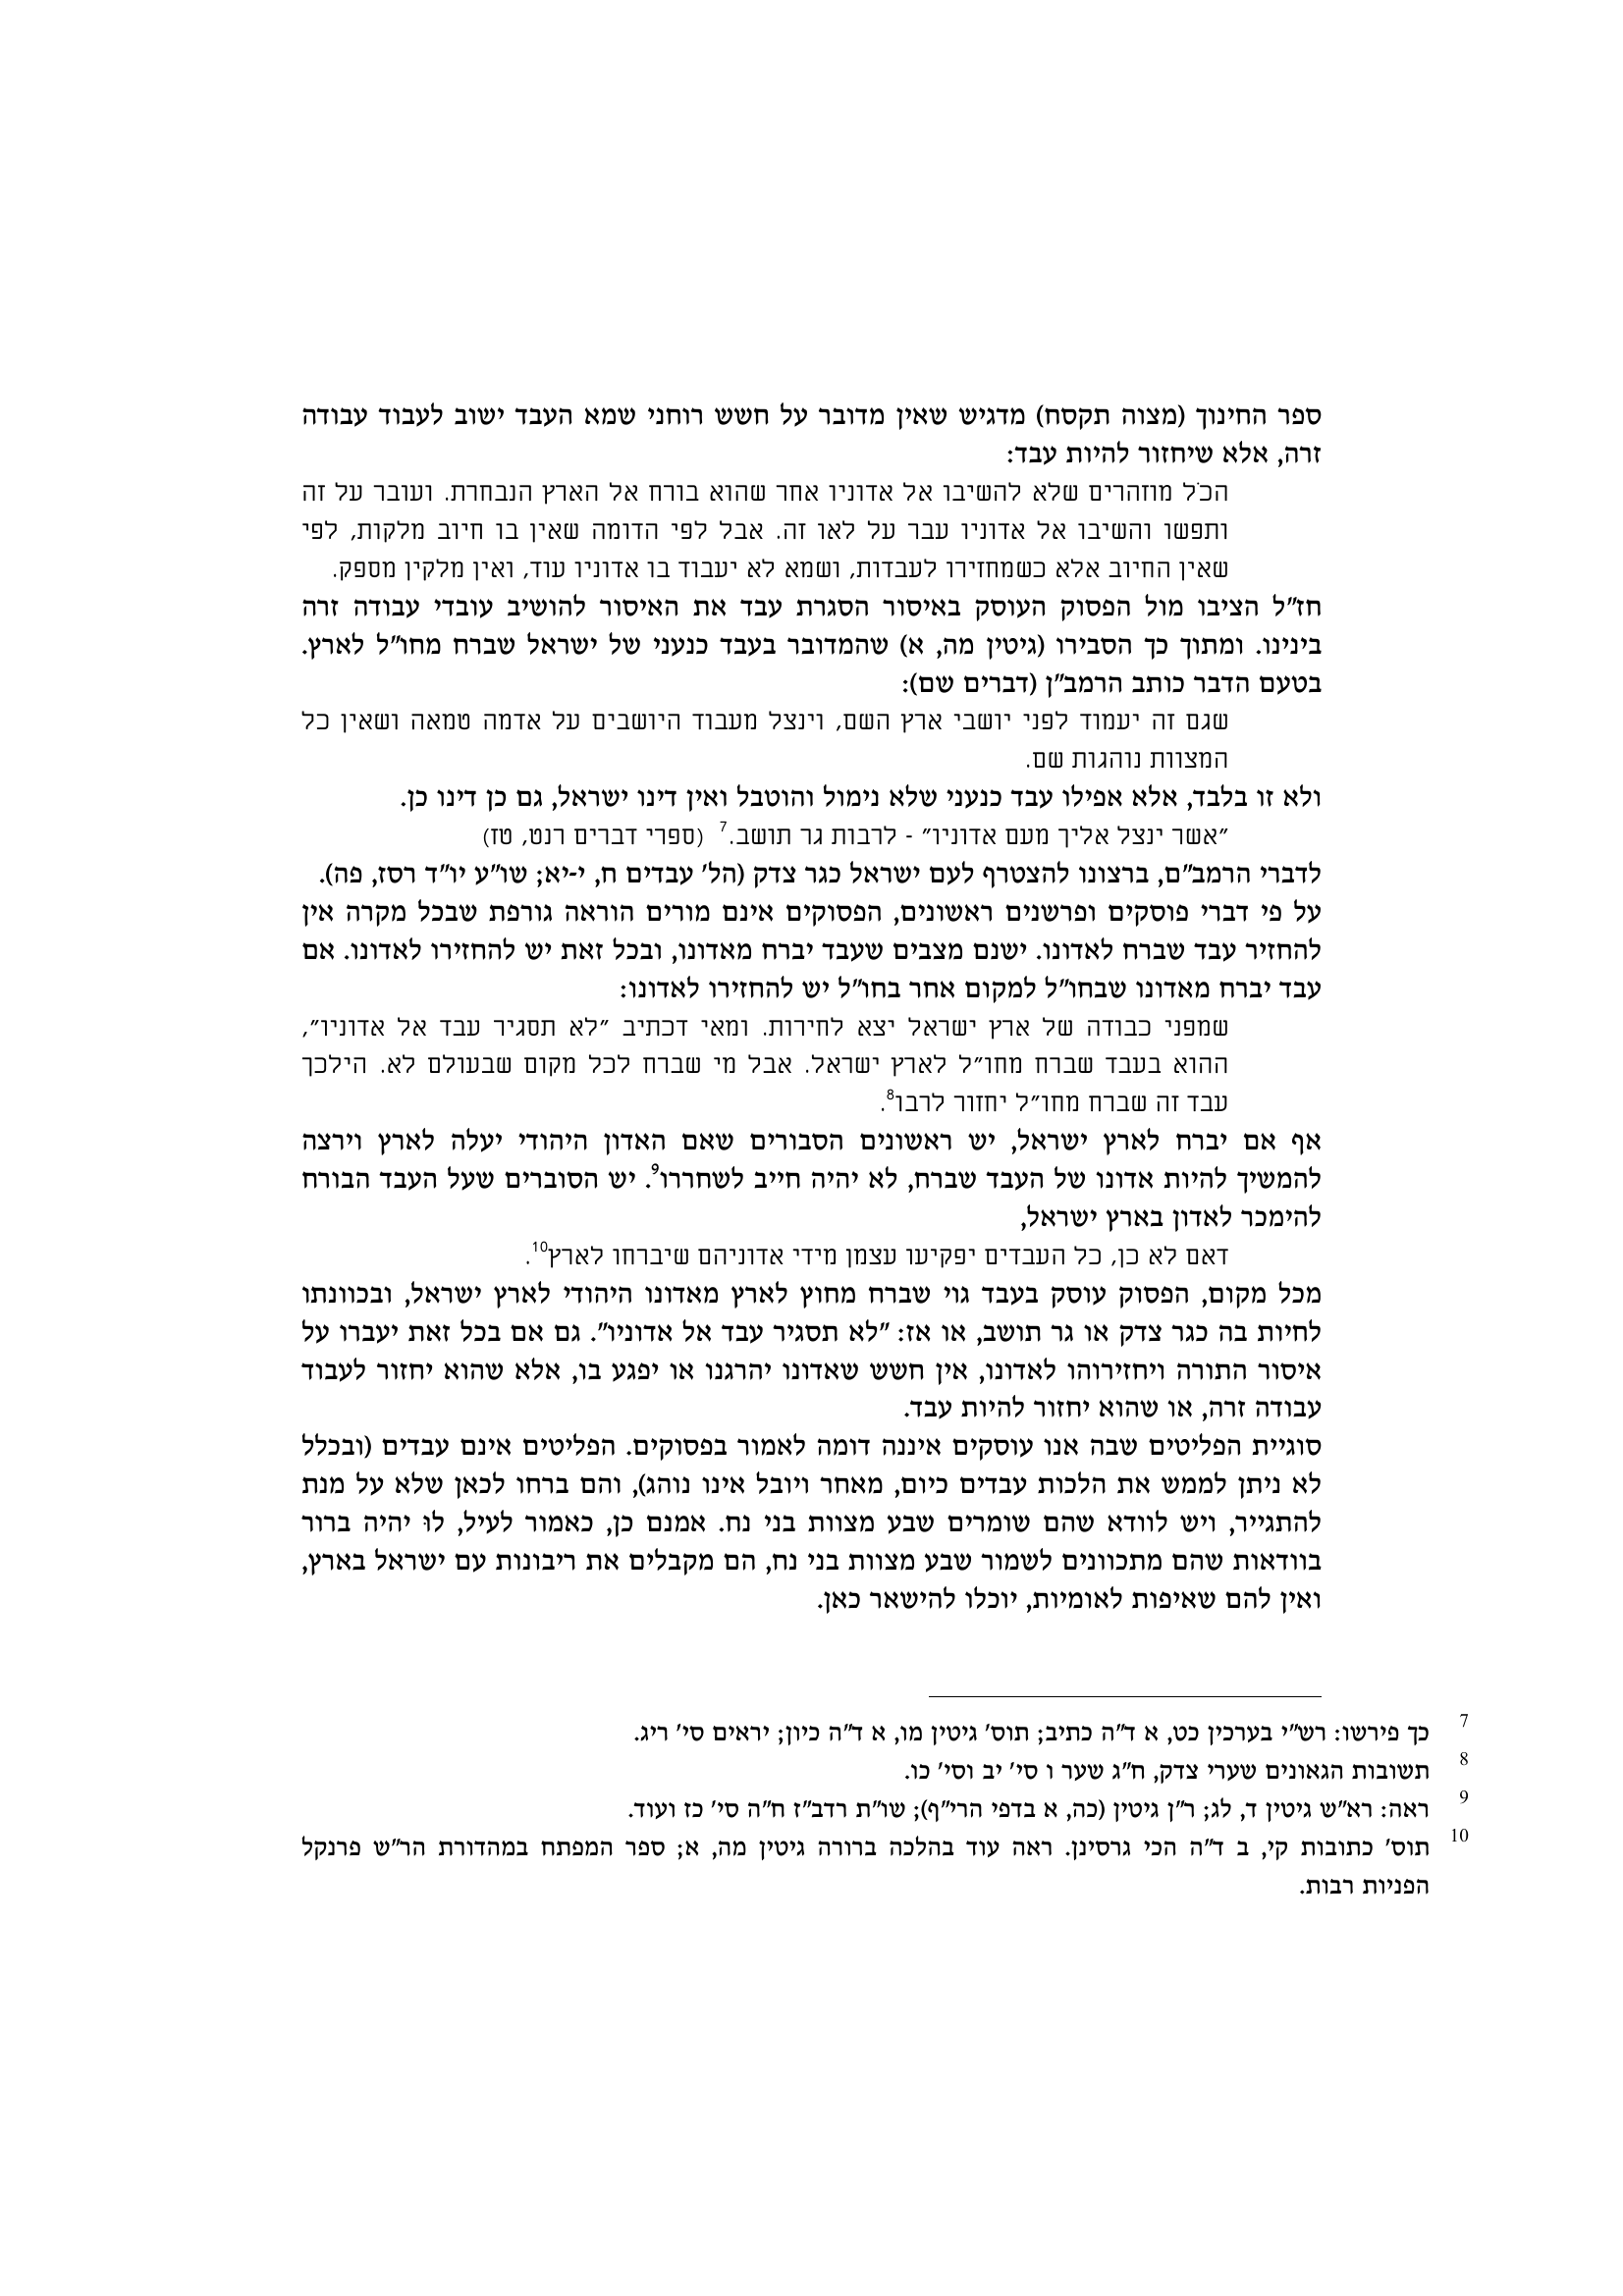 ספר החינוך (מצוה תקסח) מדגיש שאין מדובר על חשש רוחני שמא העבד ישוב לעבוד עבודה
זרה, אלא שיחזור להיות עבד:
הכֹל מוזהרים שלא להשיבו אל אדוניו אחר שהוא בורח אל הארץ הנבחרת. ועובר על זה
ותפשו והשיבו אל אדוניו עבר על לאו זה. אבל לפי הדומה שאין בו חיוב מלקות, לפי
שאין החיוב אלא כשמחזירו לעבדות, ושמא לא יעבוד בו אדוניו עוד, ואין מלקין מספק.
חז"ל הציבו מול הפסוק העוסק באיסור הסגרת עבד את האיסור להושיב עובדי עבודה זרה
בינינו. ומתוך כך הסבירו (גיטין מה, א) שהמדובר בעבד כנעני של ישראל שברח מחו"ל לארץ.
בטעם הדבר כותב הרמב"ן (דברים שם):
שגם זה יעמוד לפני יושבי ארץ השם, וינצל מעבוד היושבים על אדמה טמאה ושאין כל
המצוות נוהגות שם.
ולא זו בלבד, אלא אפילו עבד כנעני שלא נימול והוטבל ואין דינו ישראל, גם כן דינו כן.
"אשר ינצל אליך מעם אדוניו" - לרבות גר תושב.7 (ספרי דברים רנט, טז)
לדברי הרמב"ם, ברצונו להצטרף לעם ישראל כגר צדק (הל' עבדים ח, י-יא; שו"ע יו"ד רסז, פה).
על פי דברי פוסקים ופרשנים ראשונים, הפסוקים אינם מורים הוראה גורפת שבכל מקרה אין
להחזיר עבד שברח לאדונו. ישנם מצבים שעבד יברח מאדונו, ובכל זאת יש להחזירו לאדונו. אם
עבד יברח מאדונו שבחו"ל למקום אחר בחו"ל יש להחזירו לאדונו:
שמפני כבודה של ארץ ישראל יצא לחירות. ומאי דכתיב "לא תסגיר עבד אל אדוניו",
ההוא בעבד שברח מחו"ל לארץ ישראל. אבל מי שברח לכל מקום שבעולם לא. הילכך
עבד זה שברח מחו"ל יחזור לרבו8.
אף אם יברח לארץ ישראל, יש ראשונים הסבורים שאם האדון היהודי יעלה לארץ וירצה
להמשיך להיות אדונו של העבד שברח, לא יהיה חייב לשחררו9. יש הסוברים שעל העבד הבורח
להימכר לאדון בארץ ישראל,
דאם לא כן, כל העבדים יפקיעו עצמן מידי אדוניהם שיברחו לארץ10.
מכל מקום, הפסוק עוסק בעבד גוי שברח מחוץ לארץ מאדונו היהודי לארץ ישראל, ובכוונתו
לחיות בה כגר צדק או גר תושב, או אז: "לא תסגיר עבד אל אדוניו". גם אם בכל זאת יעברו על
איסור התורה ויחזירוהו לאדונו, אין חשש שאדונו יהרגנו או יפגע בו, אלא שהוא יחזור לעבוד
עבודה זרה, או שהוא יחזור להיות עבד.
סוגיית הפליטים שבה אנו עוסקים איננה דומה לאמור בפסוקים. הפליטים אינם עבדים (ובכלל
לא ניתן לממש את הלכות עבדים כיום, מאחר ויובל אינו נוהג), והם ברחו לכאן שלא על מנת
להתגייר, ויש לוודא שהם שומרים שבע מצוות בני נח. אמנם כן, כאמור לעיל, לוּ יהיה ברור
בוודאות שהם מתכוונים לשמור שבע מצוות בני נח, הם מקבלים את ריבונות עם ישראל בארץ,
ואין להם שאיפות לאומיות, יוכלו להישאר כאן.
7 כך פירשו: רש"י בערכין כט, א ד"ה כתיב; תוס' גיטין מו, א ד"ה כיון; יראים סי' ריג.
8 תשובות הגאונים שערי צדק, ח"ג שער ו סי' יב וסי' כו.
9 ראה: רא"ש גיטין ד, לג; ר"ן גיטין (כה, א בדפי הרי"ף); שו"ת רדב"ז ח"ה סי' כז ועוד.
10 תוס' כתובות קי, ב ד"ה הכי גרסינן. ראה עוד בהלכה ברורה גיטין מה, א; ספר המפתח במהדורת הר"ש פרנקל
הפניות רבות.